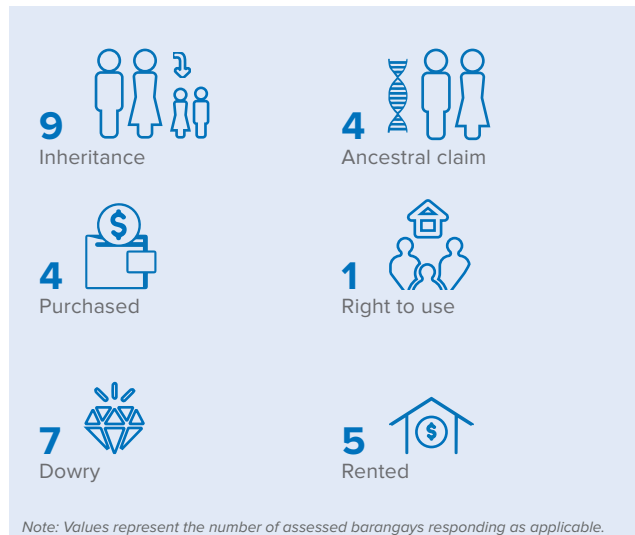 9
Inheritance
4
Ancestral claim
$
4
Purchased
1
Right to use
7
Dowry
$
5
Rented
Note: Values represent the number of assessed barangays responding as applicable.